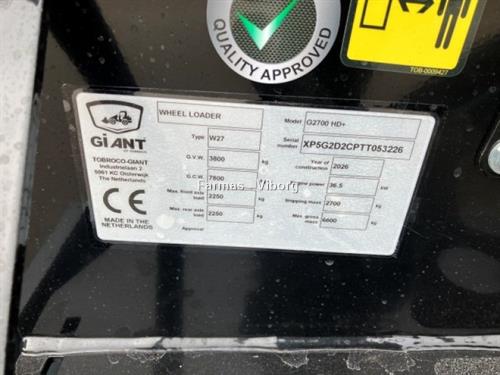 QUALITY APPROVED
TOB-0009427
GiANT
TOBROCO-GIANT
Industrielaan 2
5061 KC Oisterwijk
The Netherlands
CE
MADE IN THE
NETHERLANDS
WHEEL LOADER
Type W27
G.V.W. 3800 kg
G.C.W. 7800 kg
Max. front axle load 2250 kg
Max. rear axle load 2250 kg
Approval
Model G2700 HD+
Serial number XP5G2D2CPTT053226
Year of construction 2026
power 36.5 kW
Shipping mass 2700 kg
Max. gross mass 6600 kg
Farmas Viborg